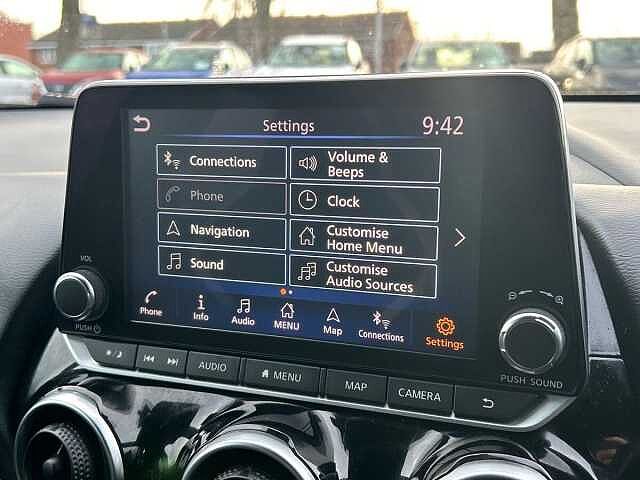 Settings 9:42
Connections
Volume &
Beeps
Phone
Clock
Navigation
Customise
Home Menu
Sound
Customise
Audio Sources
Phone Info Audio MENU Map Connections Settings
VOL
PUSH
PUSH SOUND
AUDIO MENU MAP CAMERA